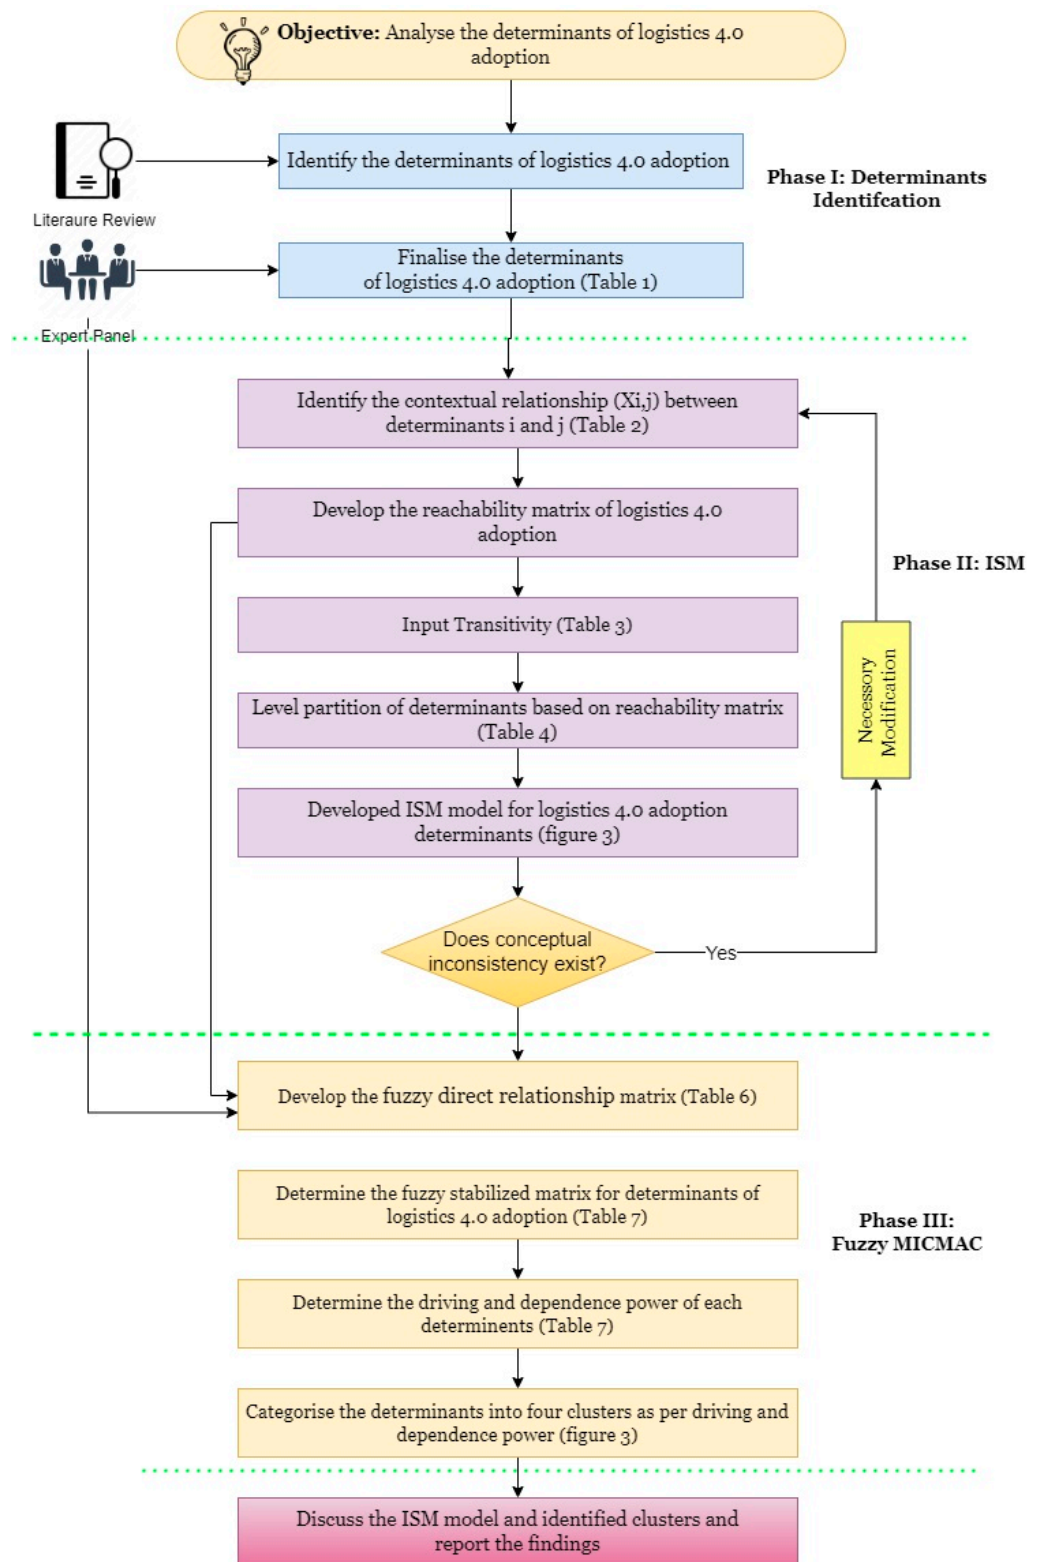 Objective: Analyse the determinants of logistics 4.0
adoption
Identify the determinants of logistics 4.0 adoption
Literaure Review
Phase I: Determinants
Identifcation
Finalise the determinants
of logistics 4.0 adoption (Table 1)
Expert Panel
Identify the contextual relationship (Xi,j) between
determinants i and j (Table 2)
Develop the reachability matrix of logistics 4.0
adoption
Phase II: ISM
Input Transitivity (Table 3)
Necessory
Modification
Level partition of determinants based on reachability matrix
(Table 4)
Developed ISM model for logistics 4.0 adoption
determinants (figure 3)
Does conceptual
inconsistency exist?
Yes
Develop the fuzzy direct relationship matrix (Table 6)
Determine the fuzzy stabilized matrix for determinants of
logistics 4.0 adoption (Table 7)
Phase III:
Fuzzy MICMAC
Determine the driving and dependence power of each
determinents (Table 7)
Categorise the determinants into four clusters as per driving and
dependence power (figure 3)
Discuss the ISM model and identified clusters and
report the findings